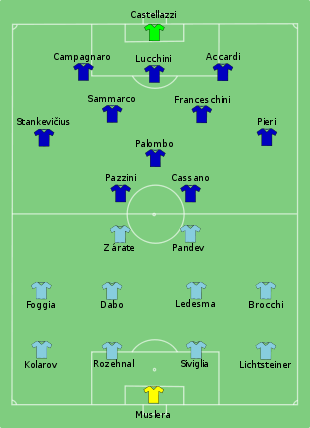 Castellazzi
Campagnaro Lucchini Accardi
Sammarco Franceschini
Stankevičius Pieri
Palombo
Pazzini Cassano
Zárate Pandev
Foggia Dabo Ledesma Brocchi
Kolarov Rozehnal Siviglia Lichtsteiner
Muslera